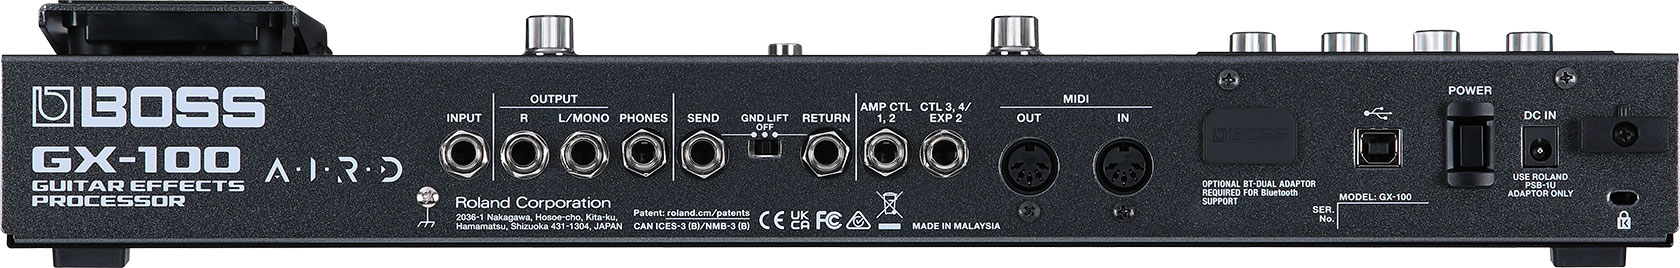 BOSS
GX-100
GUITAR EFFECTS
PROCESSOR
A·I·R·D
INPUT
OUTPUT
R
L/MONO
PHONES
SEND
GND LIFT
OFF
RETURN
AMP CTL
1, 2
CTL 3, 4/
EXP 2
MIDI
OUT
IN
BOSS
OPTIONAL BT-DUAL ADAPTOR
REQUIRED FOR Bluetooth
SUPPORT
POWER
DC IN
USE ROLAND
PSB-1U
ADAPTOR ONLY
MODEL: GX-100
SER.
No.
Roland Corporation
2036-1 Nakagawa, Hosoe-cho, Kita-ku,
Hamamatsu, Shizuoka 431-1304, JAPAN
Patent: roland.cm/patents
CAN ICES-3 (B)/NMB-3 (B)
CE UK CA FC
MADE IN MALAYSIA
K